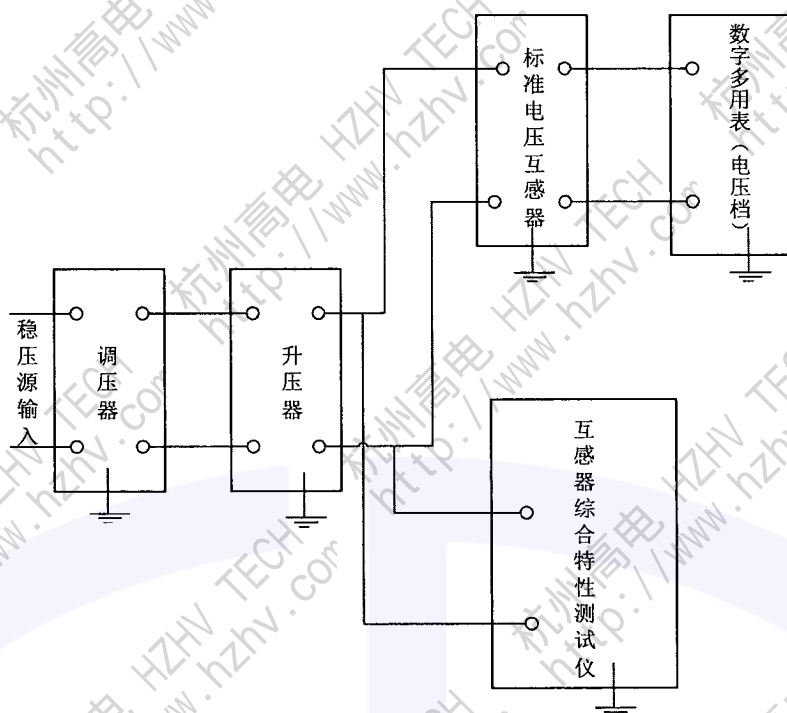 稳压源输入
调压器
升压器
标准电压互感器
数字多用表（电压档）
互感器综合特性测试仪
杭州高电 HZHV TECH
http://www.hzhv.com